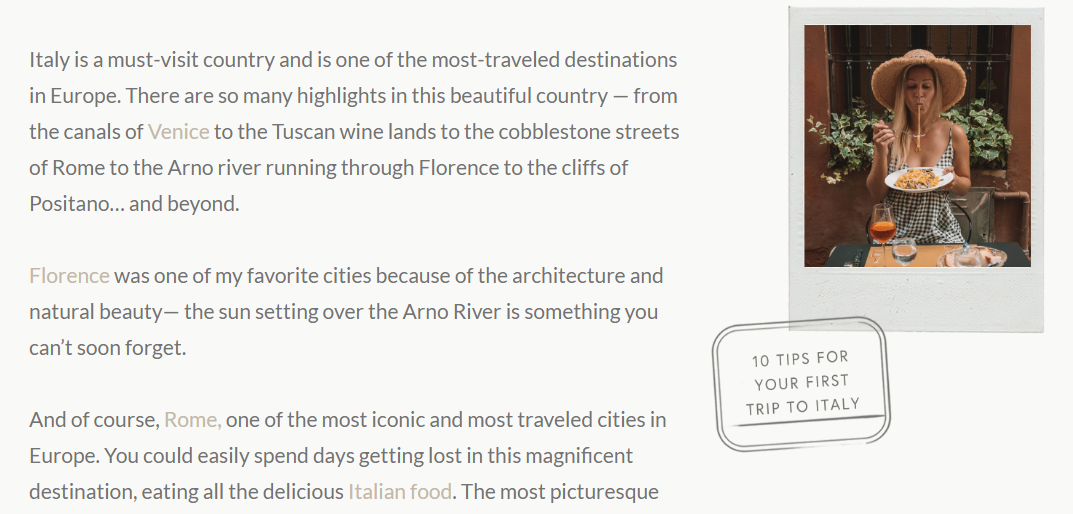 Italy is a must-visit country and is one of the most-traveled destinations
in Europe. There are so many highlights in this beautiful country — from
the canals of Venice to the Tuscan wine lands to the cobblestone streets
of Rome to the Arno river running through Florence to the cliffs of
Positano… and beyond.
Florence was one of my favorite cities because of the architecture and
natural beauty— the sun setting over the Arno River is something you
can’t soon forget.
And of course, Rome, one of the most iconic and most traveled cities in
Europe. You could easily spend days getting lost in this magnificent
destination, eating all the delicious Italian food. The most picturesque
10 TIPS FOR
YOUR FIRST
TRIP TO ITALY